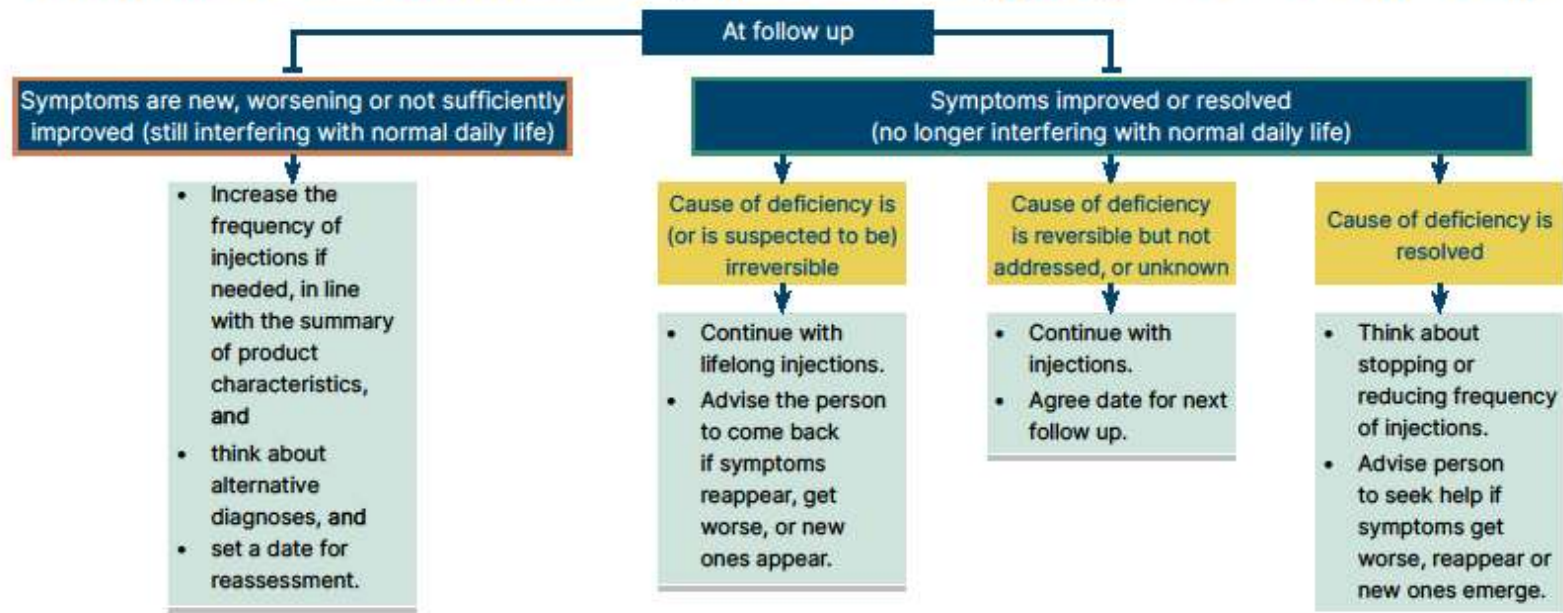 At follow up
Symptoms are new, worsening or not sufficiently
improved (still interfering with normal daily life)
• Increase the
frequency of
injections if
needed, in line
with the summary
of product
characteristics,
and
• think about
alternative
diagnoses, and
• set a date for
reassessment.
Symptoms improved or resolved
(no longer interfering with normal daily life)
Cause of deficiency is
(or is suspected to be)
irreversible
• Continue with
lifelong injections.
• Advise the person
to come back
if symptoms
reappear, get
worse, or new
ones appear.
Cause of deficiency
is reversible but not
addressed, or unknown
• Continue with
injections.
• Agree date for next
follow up.
Cause of deficiency is
resolved
• Think about
stopping or
reducing frequency
of injections.
• Advise person
to seek help if
symptoms get
worse, reappear or
new ones emerge.